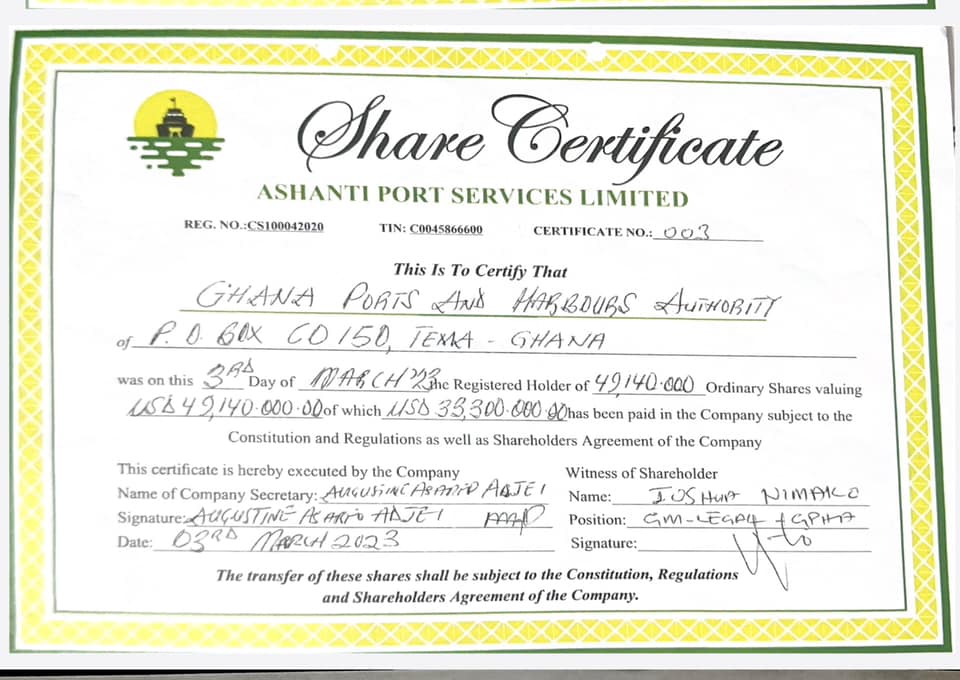 Share Certificate
ASHANTI PORT SERVICES LIMITED
REG. NO.:CS100042020 TIN: C0045866600 CERTIFICATE NO.: 003
This Is To Certify That
GHANA PORTS AND HARBOURS AUTHORITY
of P. O. BOX CO 150, TEMA - GHANA
was on this 3RD Day of MARCH '23 the Registered Holder of 49,140.000 Ordinary Shares valuing
USD 49,140.000.00 of which USD 33,300.000.00 has been paid in the Company subject to the
Constitution and Regulations as well as Shareholders Agreement of the Company
This certificate is hereby executed by the Company Witness of Shareholder
Name of Company Secretary: AUGUSTINE ASARFO ADJEI Name: JOSHUA NIMAKO
Signature: AUGUSTINE ASARFO ADJEI Position: GM-LEGAL, GPHA
Date: 03RD MARCH 2023 Signature:
The transfer of these shares shall be subject to the Constitution, Regulations
and Shareholders Agreement of the Company.